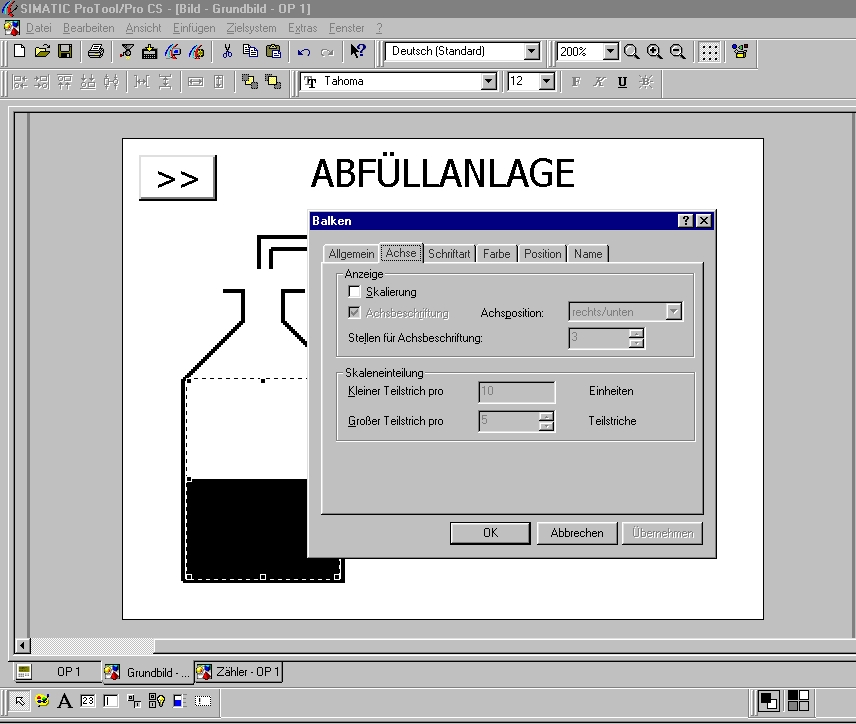 SIMATIC ProTool/Pro CS - [Bild - Grundbild - OP 1]
Datei Bearbeiten Ansicht Einfügen Zielsystem Extras Fenster ?
Deutsch (Standard) 200%
Tahoma 12 F K U
>> ABFÜLLANLAGE
Balken
Allgemein Achse Schriftart Farbe Position Name
Anzeige
Skalierung
Achsbeschriftung Achsposition: rechts/unten
Stellen für Achsbeschriftung: 3
Skaleneinteilung
Kleiner Teilstrich pro 10 Einheiten
Großer Teilstrich pro 5 Teilstriche
OK Abbrechen Übernehmen
OP 1 Grundbild - ... Zähler - OP 1
A 23